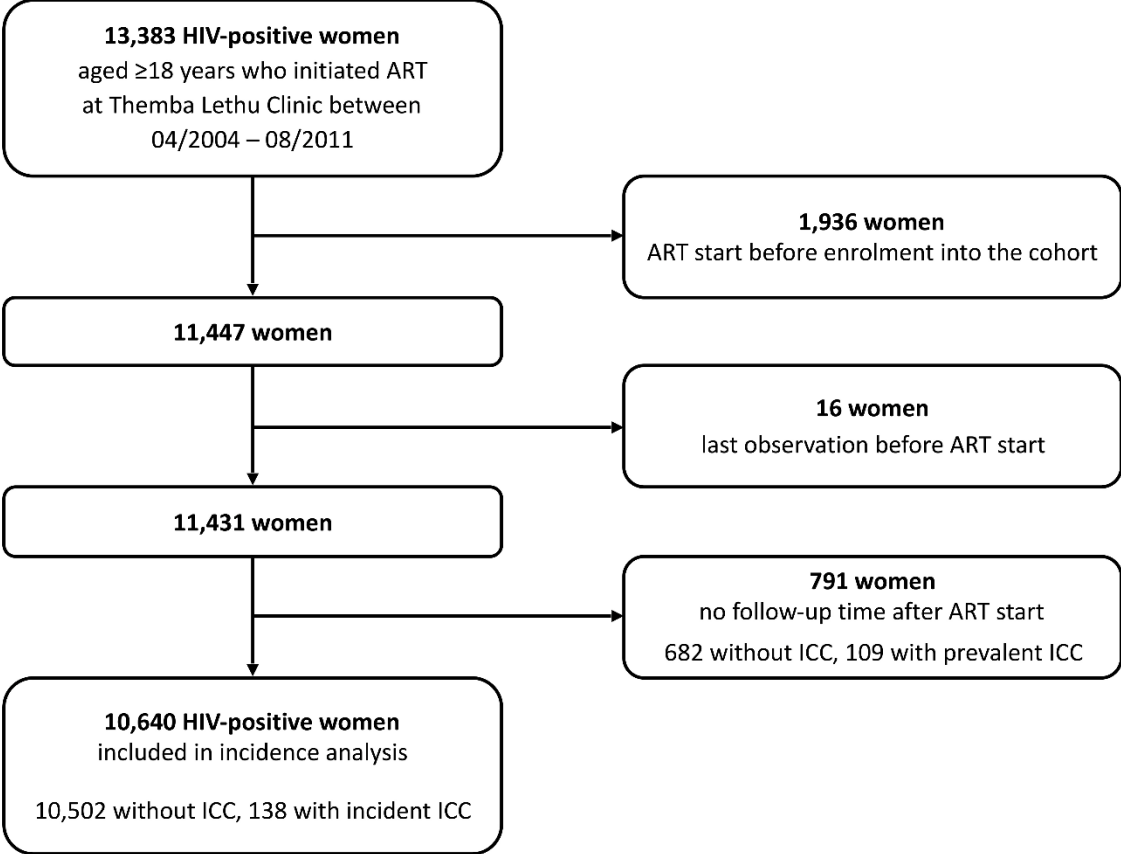 13,383 HIV-positive women
aged ≥18 years who initiated ART
at Themba Lethu Clinic between
04/2004 – 08/2011
1,936 women
ART start before enrolment into the cohort
11,447 women
16 women
last observation before ART start
11,431 women
791 women
no follow-up time after ART start
682 without ICC, 109 with prevalent ICC
10,640 HIV-positive women
included in incidence analysis
10,502 without ICC, 138 with incident ICC